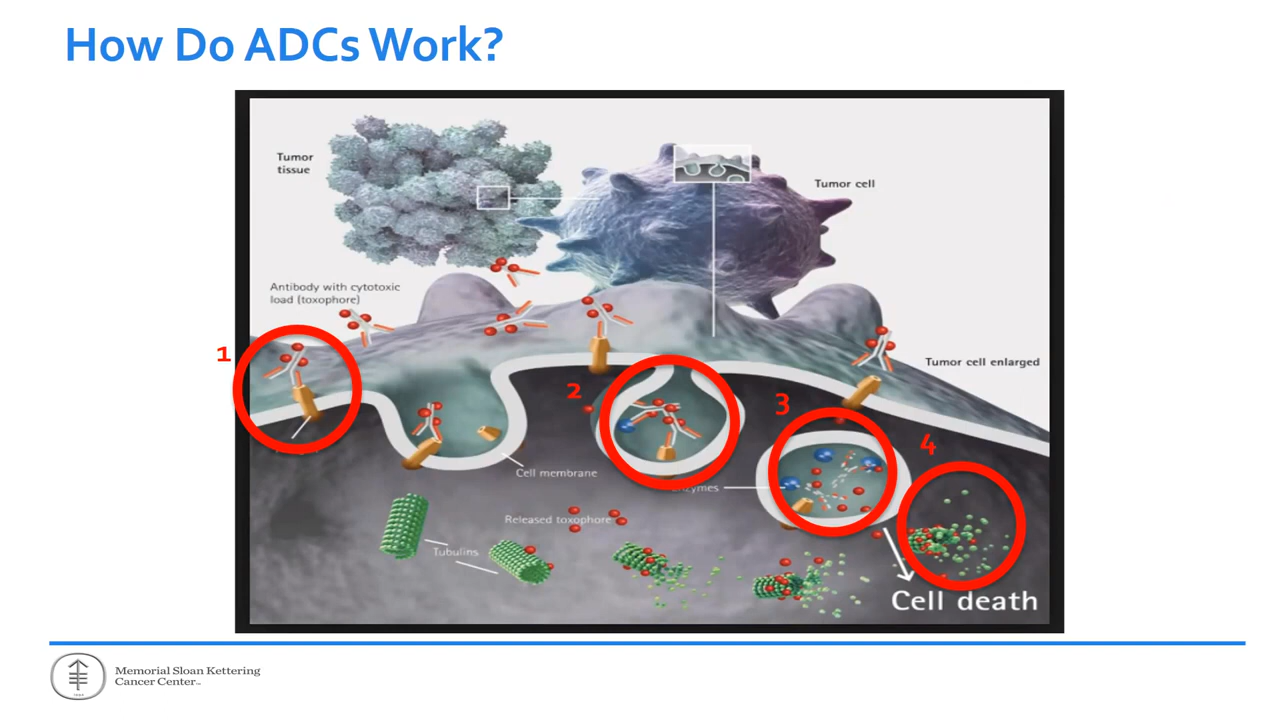 How Do ADCs Work?
Tumor
tissue
Tumor cell
Antibody with cytotoxic
load (toxophore)
1
Tumor cell enlarged
2
3
4
Cell membrane
Released toxophore
Tubulins
Cell death
Memorial Sloan Kettering
Cancer Center